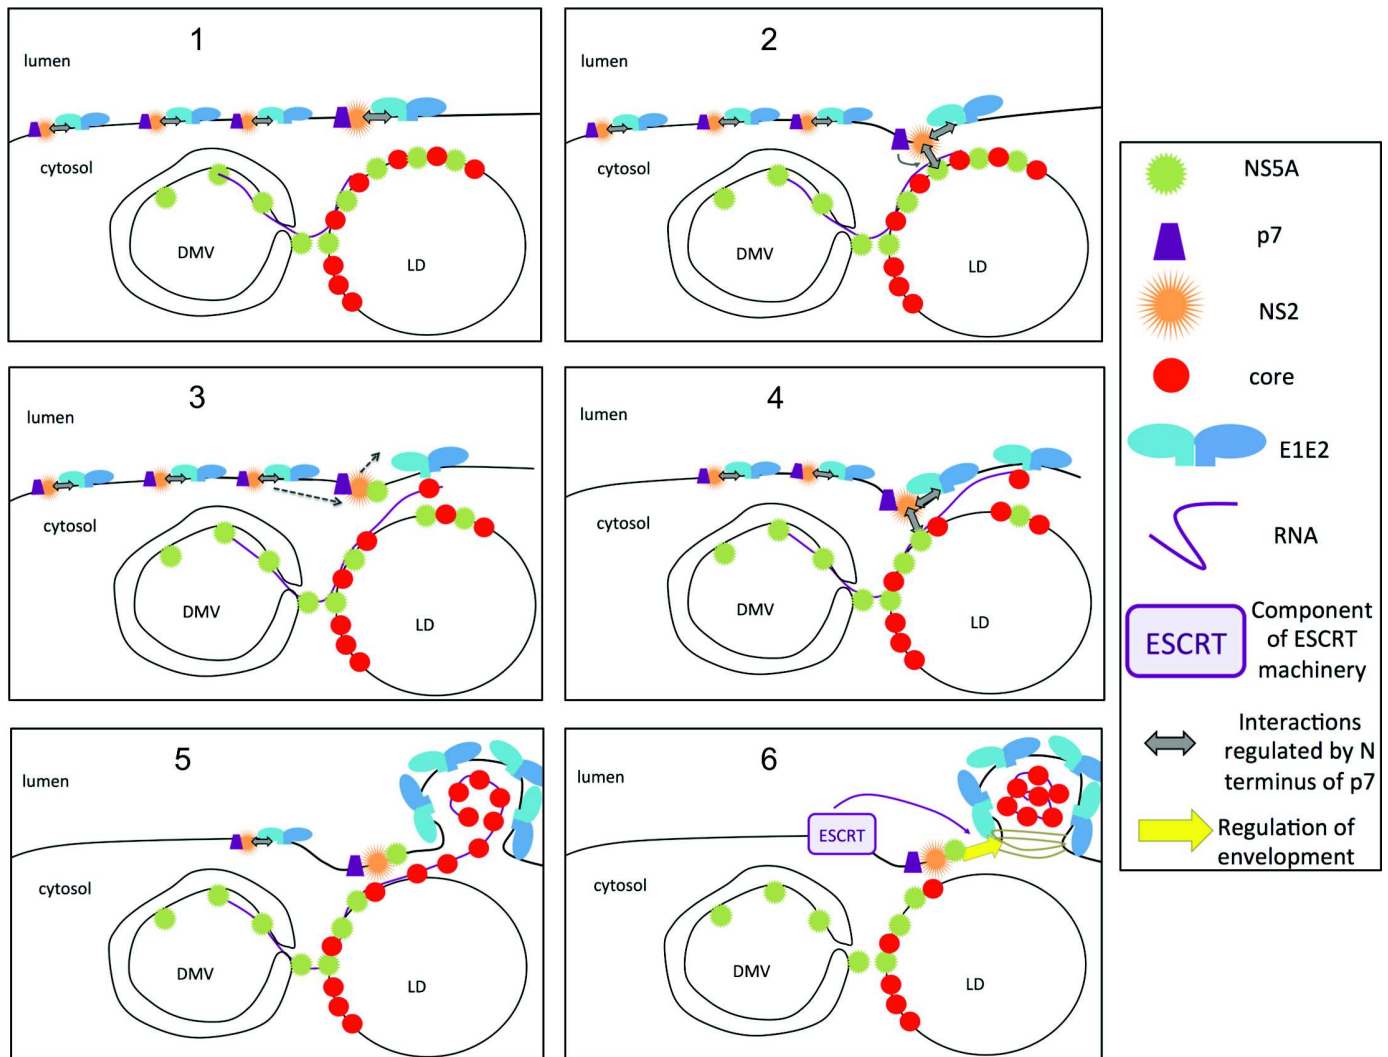 1
lumen
cytosol
DMV
LD
2
lumen
cytosol
DMV
LD
3
lumen
cytosol
DMV
LD
4
lumen
cytosol
DMV
LD
5
lumen
cytosol
DMV
LD
6
lumen
ESCRT
cytosol
DMV
LD
NS5A
p7
NS2
core
E1E2
RNA
ESCRT
Component
of ESCRT
machinery
Interactions
regulated by N
terminus of p7
Regulation of
envelopment